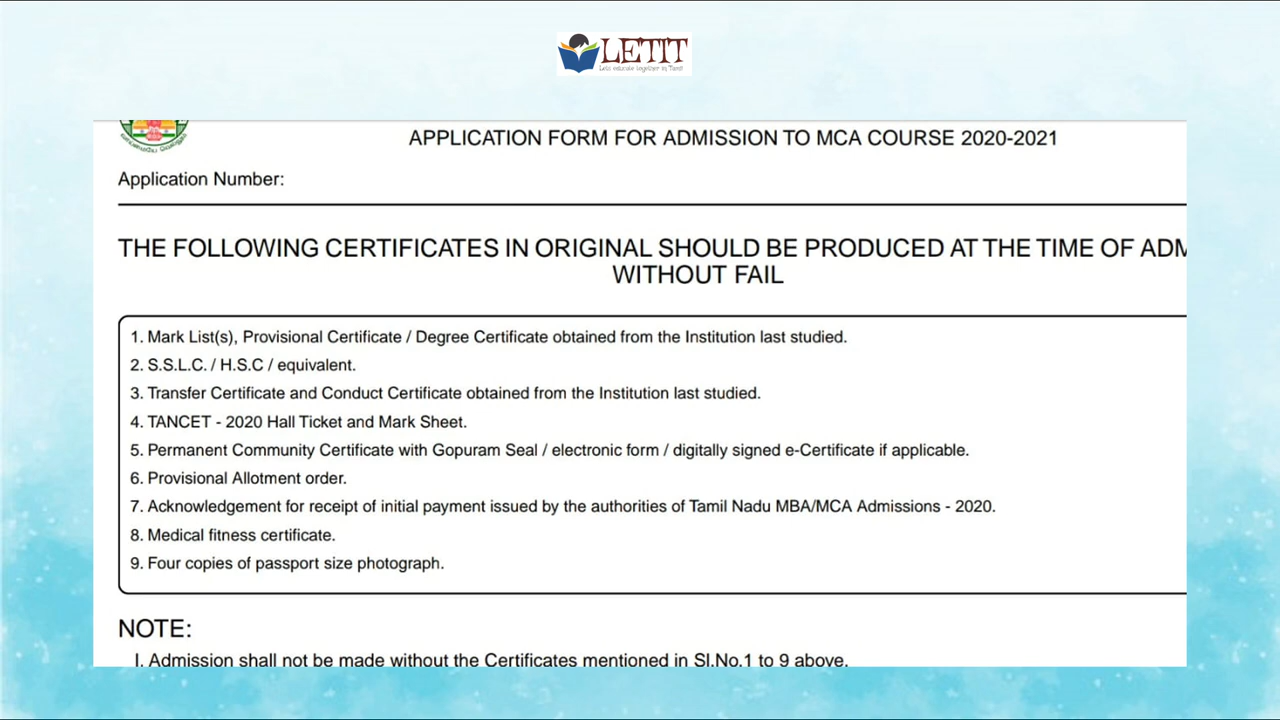 LETIT
Lets educate together in Tamil
APPLICATION FORM FOR ADMISSION TO MCA COURSE 2020-2021
Application Number:
THE FOLLOWING CERTIFICATES IN ORIGINAL SHOULD BE PRODUCED AT THE TIME OF ADM
WITHOUT FAIL
1. Mark List(s), Provisional Certificate / Degree Certificate obtained from the Institution last studied.
2. S.S.L.C. / H.S.C / equivalent.
3. Transfer Certificate and Conduct Certificate obtained from the Institution last studied.
4. TANCET - 2020 Hall Ticket and Mark Sheet.
5. Permanent Community Certificate with Gopuram Seal / electronic form / digitally signed e-Certificate if applicable.
6. Provisional Allotment order.
7. Acknowledgement for receipt of initial payment issued by the authorities of Tamil Nadu MBA/MCA Admissions - 2020.
8. Medical fitness certificate.
9. Four copies of passport size photograph.
NOTE:
I. Admission shall not be made without the Certificates mentioned in Sl.No.1 to 9 above.